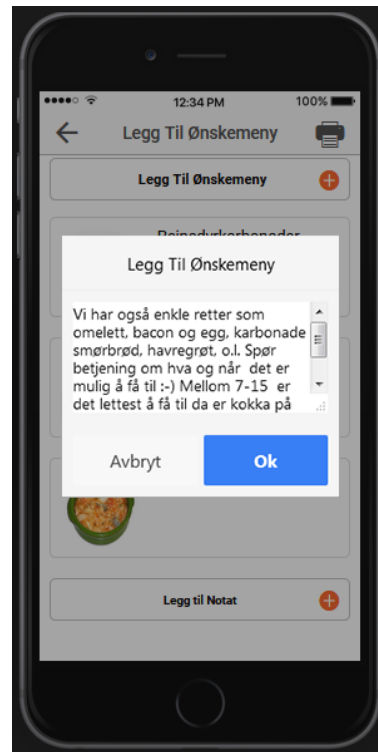 12:34 PM 100%
Legg Til Ønskemeny
Legg Til Ønskemeny
Legg Til Ønskemeny
Vi har også enkle retter som
omelett, bacon og egg, karbonade
smørbrød, havregrøt, o.l. Spør
betjening om hva og når det er
mulig å få til :-) Mellom 7-15 er
det lettest å få til da er kokka på
Avbryt Ok
Legg til Notat